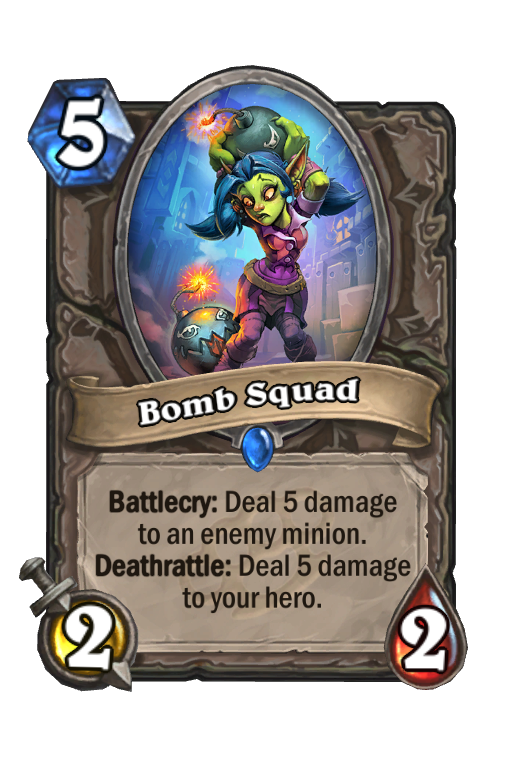 5
Bomb Squad
Battlecry: Deal 5 damage
to an enemy minion.
Deathrattle: Deal 5 damage
to your hero.
2
2